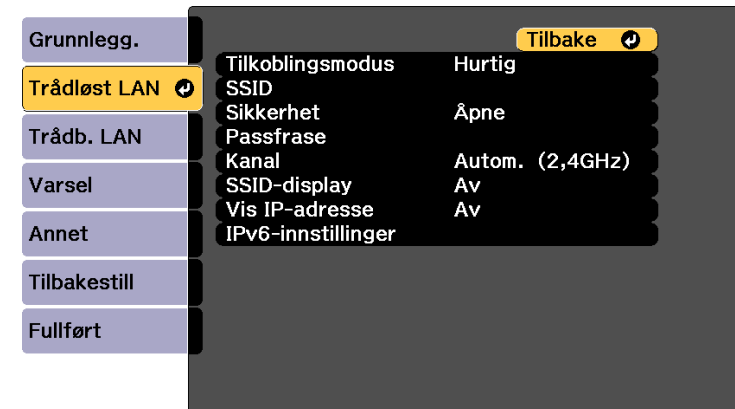 Grunnlegg.
Trådløst LAN
Trådb. LAN
Varsel
Annet
Tilbakestill
Fullført
Tilbake
Tilkoblingsmodus Hurtig
SSID
Sikkerhet Åpne
Passfrase
Kanal Autom. (2,4GHz)
SSID-display Av
Vis IP-adresse Av
IPv6-innstillinger